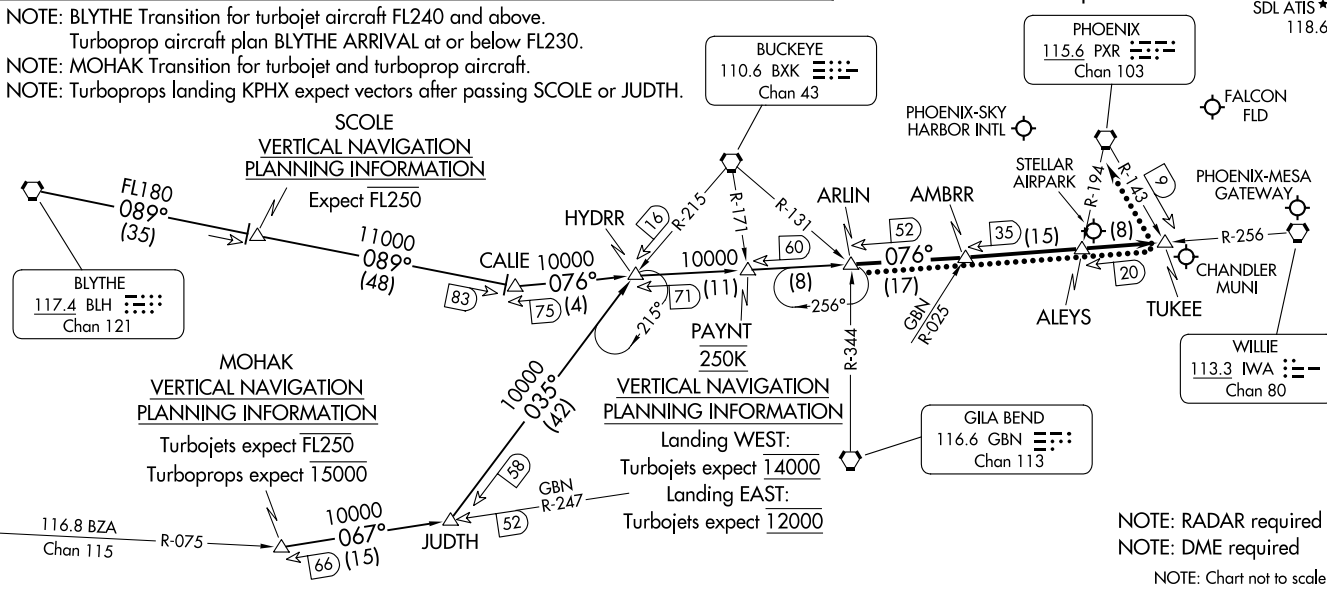 NOTE: BLYTHE Transition for turbojet aircraft FL240 and above.
Turboprop aircraft plan BLYTHE ARRIVAL at or below FL230.
NOTE: MOHAK Transition for turbojet and turboprop aircraft.
NOTE: Turboprops landing KPHX expect vectors after passing SCOLE or JUDTH.
SDL ATIS
118.6
BUCKEYE
110.6 BXK
Chan 43
PHOENIX
115.6 PXR
Chan 103
FALCON
FLD
PHOENIX-SKY
HARBOR INTL
STELLAR
AIRPARK
PHOENIX-MESA
GATEWAY
SCOLE
VERTICAL NAVIGATION
PLANNING INFORMATION
Expect FL250
FL180
089°
(35)
11000
089°
(48)
BLYTHE
117.4 BLH
Chan 121
CALIE
83
75
10000
076°
(4)
HYDRR
16
R-215
R-171
R-131
71
215°
10000
(11)
60
(8)
256°
ARLIN
52
076°
(17)
AMBRR
35
(15)
GBN
R-025
R-344
R-194
R-143
9
(8)
20
ALEYS
TUKEE
R-256
CHANDLER
MUNI
WILLIE
113.3 IWA
Chan 80
PAYNT
250K
VERTICAL NAVIGATION
PLANNING INFORMATION
Landing WEST:
Turbojets expect 14000
Landing EAST:
Turbojets expect 12000
GILA BEND
116.6 GBN
Chan 113
MOHAK
VERTICAL NAVIGATION
PLANNING INFORMATION
Turbojets expect FL250
Turboprops expect 15000
10000
035°
(42)
58
GBN
R-247
52
116.8 BZA
Chan 115
R-075
66
10000
067°
(15)
JUDTH
NOTE: RADAR required
NOTE: DME required
NOTE: Chart not to scale